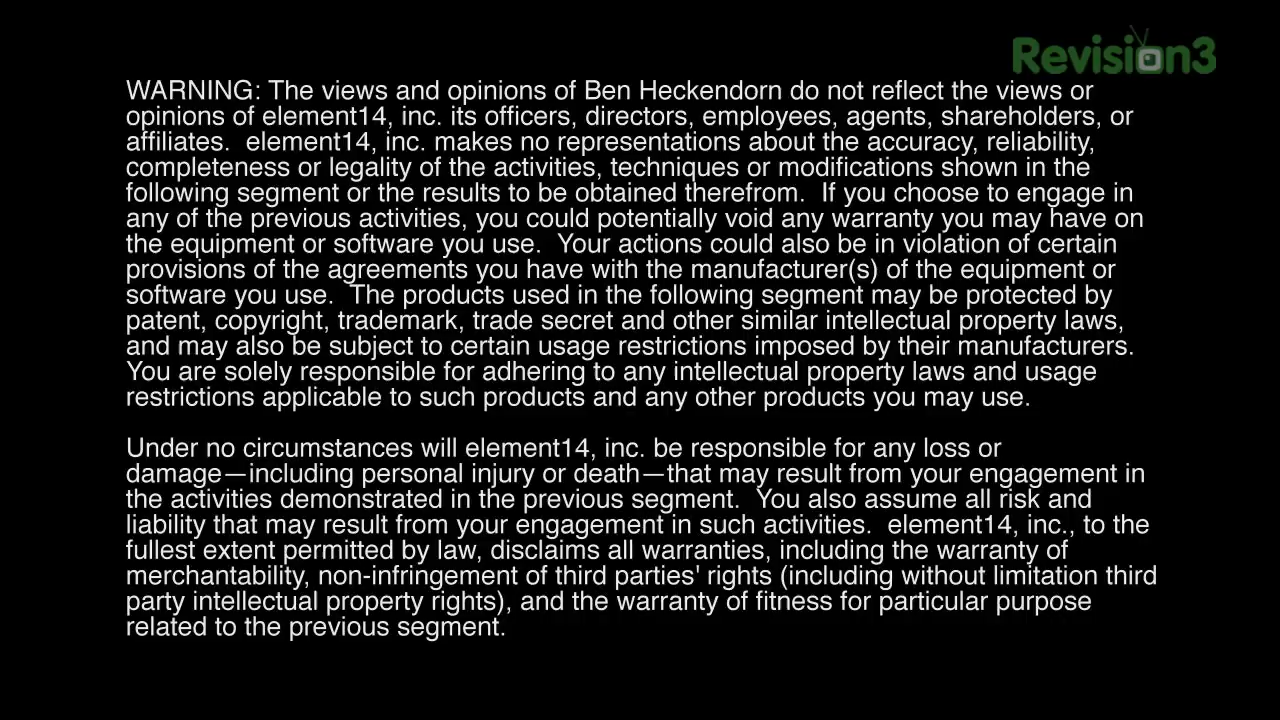 Revision3
WARNING: The views and opinions of Ben Heckendorn do not reflect the views or
opinions of element14, inc. its officers, directors, employees, agents, shareholders, or
affiliates.  element14, inc. makes no representations about the accuracy, reliability,
completeness or legality of the activities, techniques or modifications shown in the
following segment or the results to be obtained therefrom.  If you choose to engage in
any of the previous activities, you could potentially void any warranty you may have on
the equipment or software you use.  Your actions could also be in violation of certain
provisions of the agreements you have with the manufacturer(s) of the equipment or
software you use.  The products used in the following segment may be protected by
patent, copyright, trademark, trade secret and other similar intellectual property laws,
and may also be subject to certain usage restrictions imposed by their manufacturers.
You are solely responsible for adhering to any intellectual property laws and usage
restrictions applicable to such products and any other products you may use.
Under no circumstances will element14, inc. be responsible for any loss or
damage—including personal injury or death—that may result from your engagement in
the activities demonstrated in the previous segment.  You also assume all risk and
liability that may result from your engagement in such activities.  element14, inc., to the
fullest extent permitted by law, disclaims all warranties, including the warranty of
merchantability, non-infringement of third parties' rights (including without limitation third
party intellectual property rights), and the warranty of fitness for particular purpose
related to the previous segment.